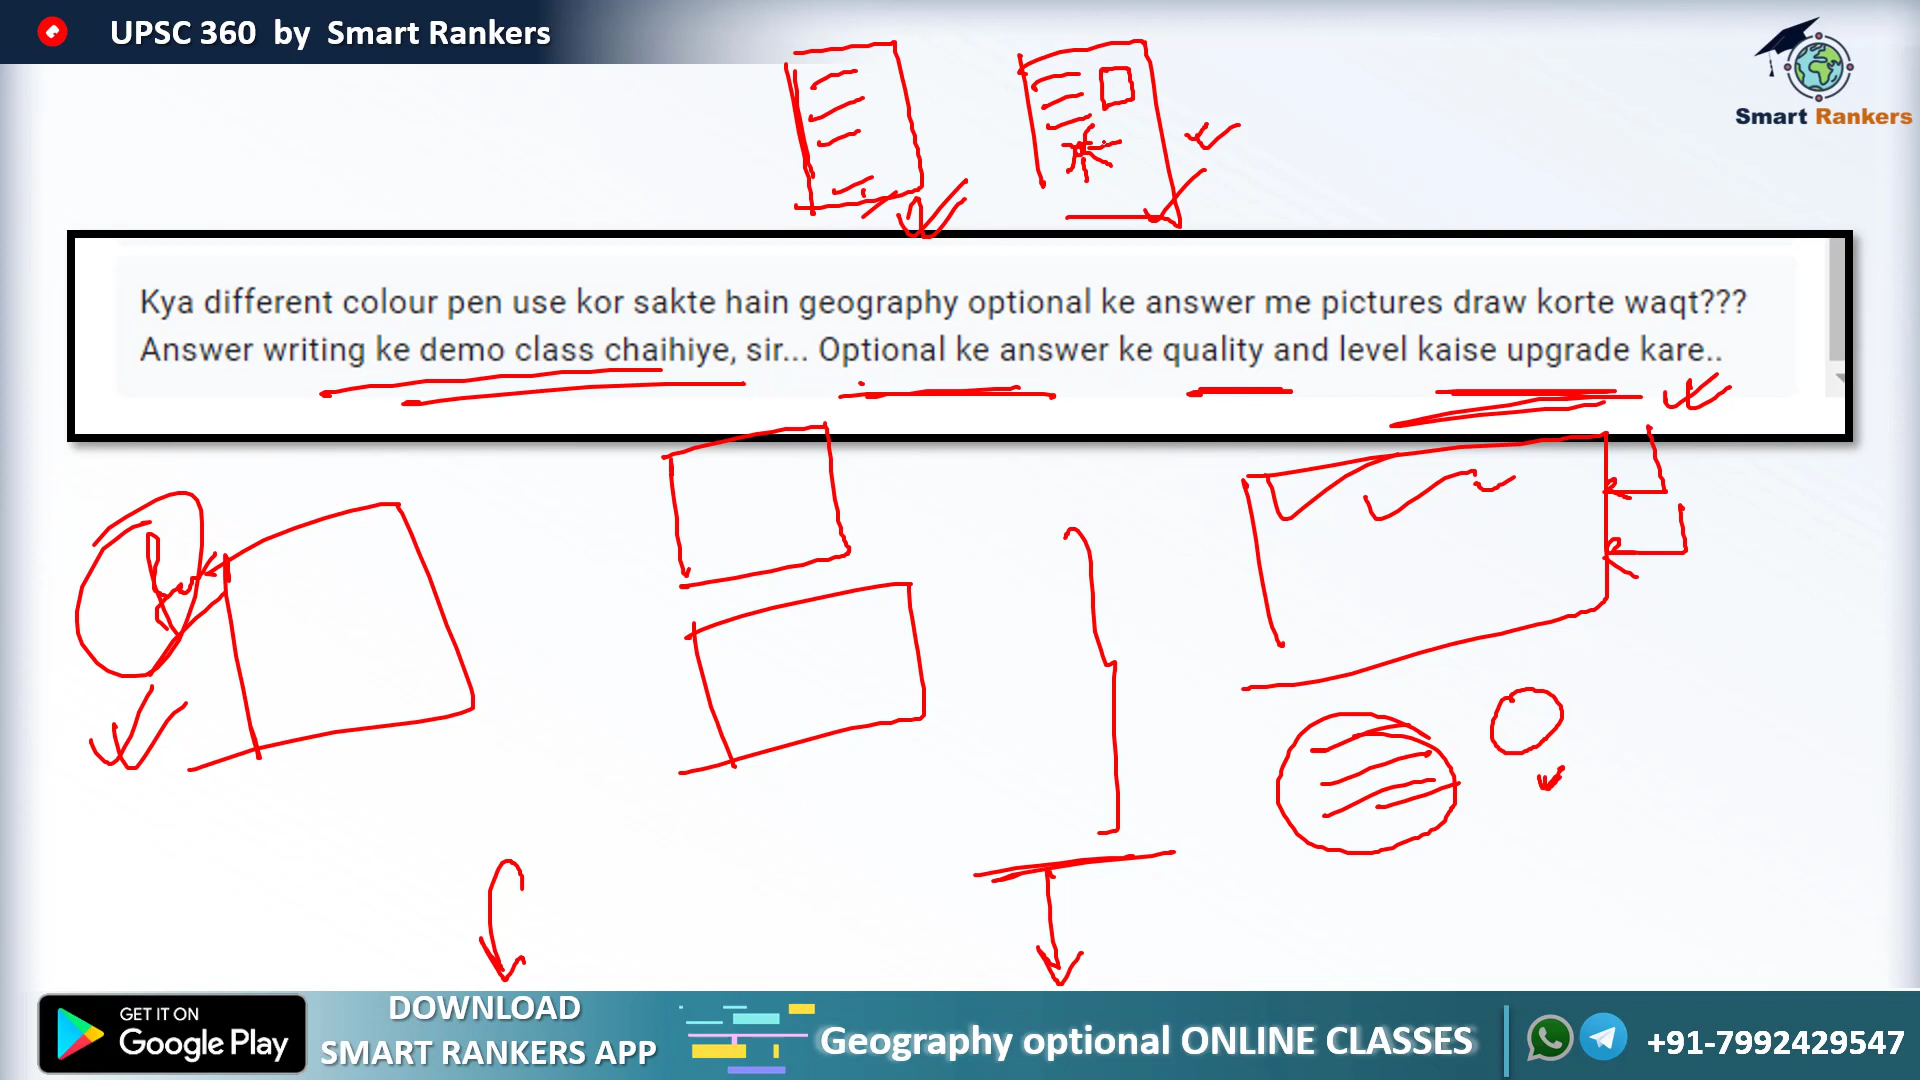 UPSC 360 by Smart Rankers
Smart Rankers
Kya different colour pen use kor sakte hain geography optional ke answer me pictures draw korte waqt???
Answer writing ke demo class chaihiye, sir... Optional ke answer ke quality and level kaise upgrade kare..
GET IT ON
Google Play
DOWNLOAD
SMART RANKERS APP
Geography optional ONLINE CLASSES
+91-7992429547